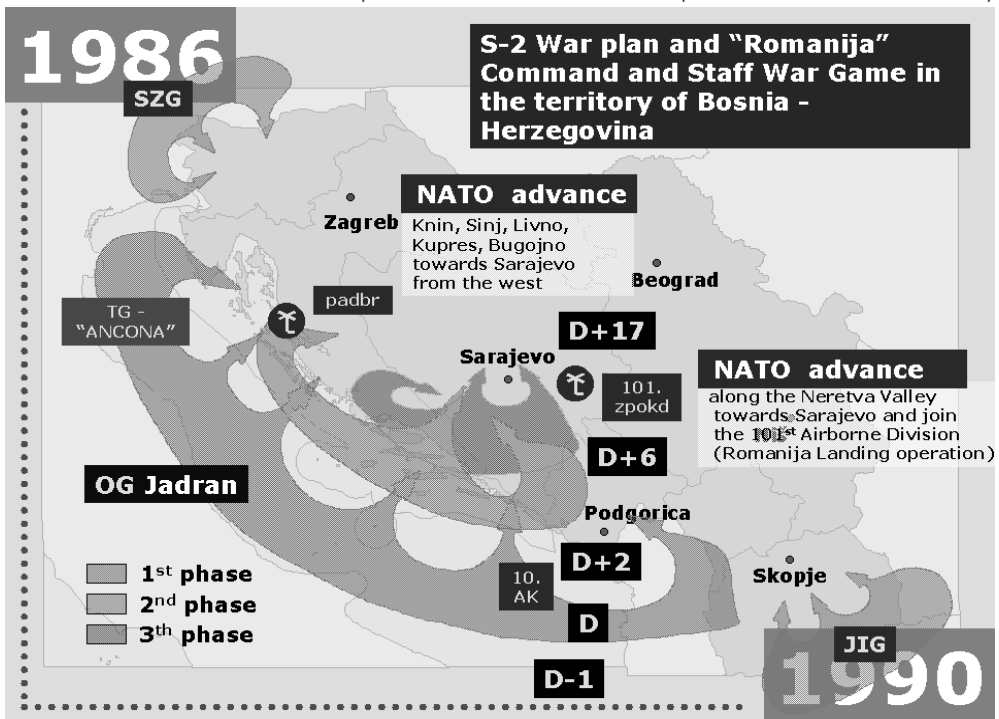 1986
SZG
S-2 War plan and “Romanija”
Command and Staff War Game in
the territory of Bosnia -
Herzegovina
NATO advance
Knin, Sinj, Livno,
Kupres, Bugojno
towards Sarajevo
from the west
Zagreb
Beograd
padbr
TG -
“ANCONA”
D+17
Sarajevo
101.
zpokd
NATO advance
along the Neretva Valley
towards Sarajevo and join
the 101st Airborne Division
(Romanija Landing operation)
D+6
OG Jadran
Podgorica
D+2
Skopje
10.
AK
1st phase
2nd phase
3th phase
D
JIG
D-1
1990